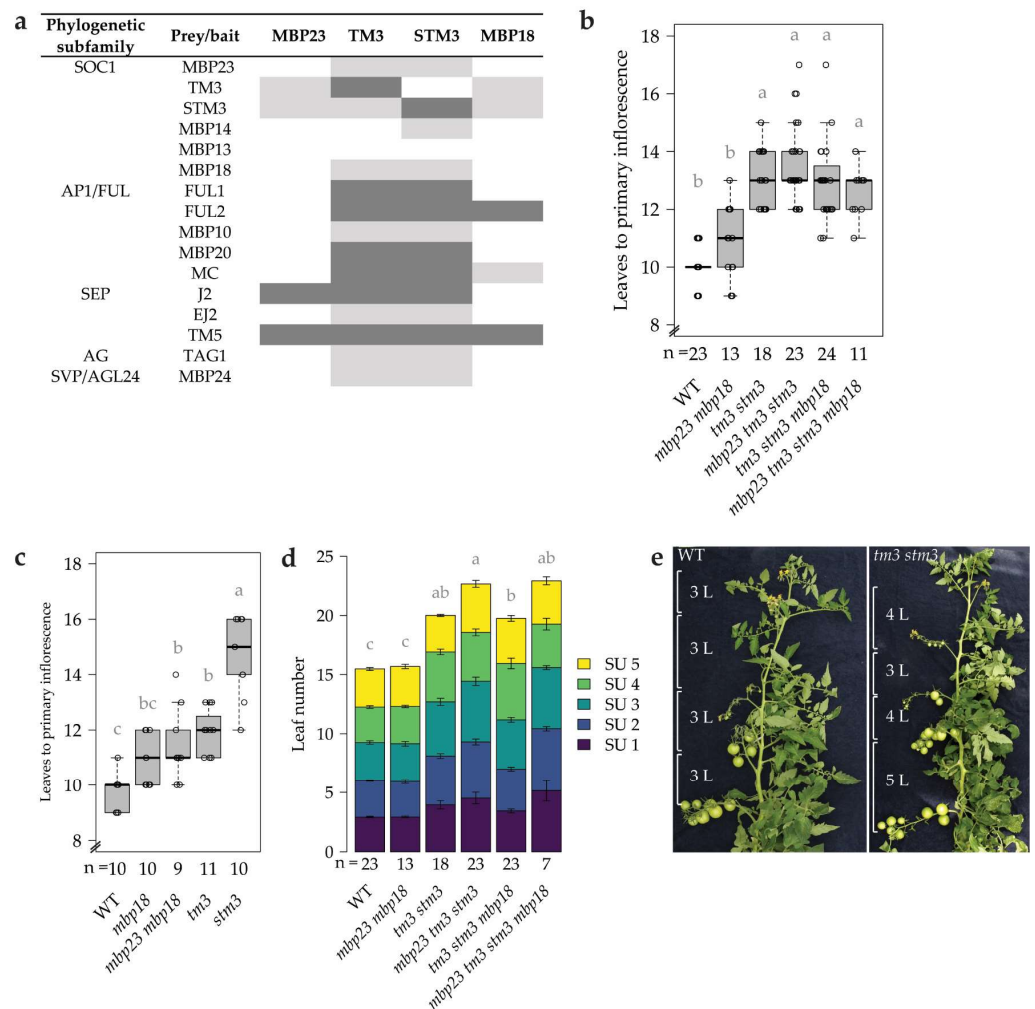 a
Phylogenetic subfamily Prey/bait MBP23 TM3 STM3 MBP18
SOC1 MBP23
TM3
STM3
MBP14
MBP13
MBP18
AP1/FUL FUL1
FUL2
MBP10
MBP20
MC
SEP J2
EJ2
TM5
AG TAG1
SVP/AGL24 MBP24
b
Leaves to primary inflorescence
18
16
14
12
10
8
b b a a a a
n = 23 13 18 23 24 11
WT
mbp23 mbp18
tm3 stm3
mbp23 tm3 stm3
tm3 stm3 mbp18
mbp23 tm3 stm3 mbp18
c
Leaves to primary inflorescence
18
16
14
12
10
8
c bc b b a
n = 10 10 9 11 10
WT
mbp18
mbp23 mbp18
tm3
stm3
d
Leaf number
25
20
15
10
5
0
c c ab a b ab
SU 5
SU 4
SU 3
SU 2
SU 1
n = 23 13 18 23 23 7
WT
mbp23 mbp18
tm3 stm3
mbp23 tm3 stm3
tm3 stm3 mbp18
mbp23 tm3 stm3 mbp18
e
WT
3 L
3 L
3 L
3 L
tm3 stm3
4 L
3 L
4 L
5 L